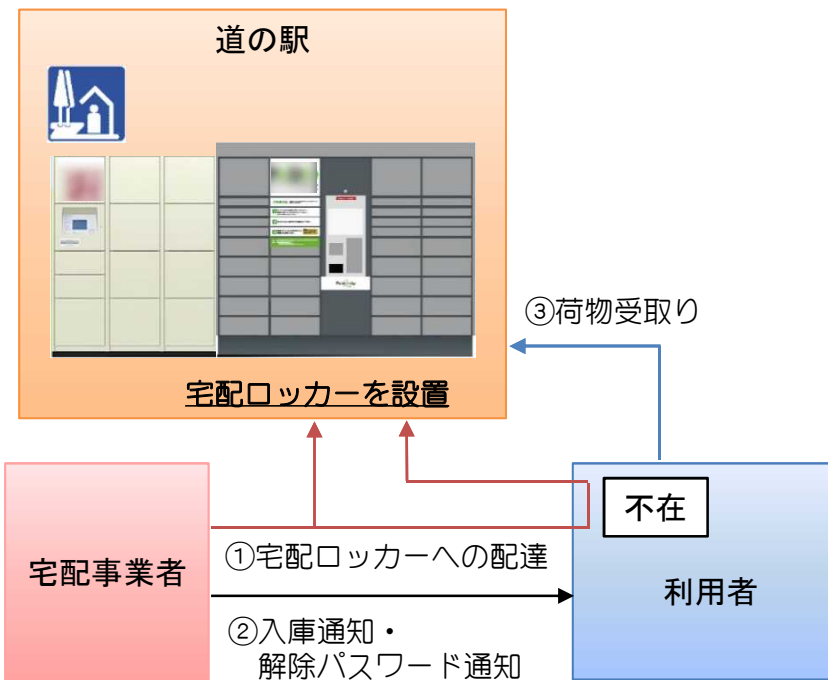 道の駅
宅配ロッカーを設置
③荷物受取り
不在
宅配事業者
①宅配ロッカーへの配達
利用者
②入庫通知・
解除パスワード通知